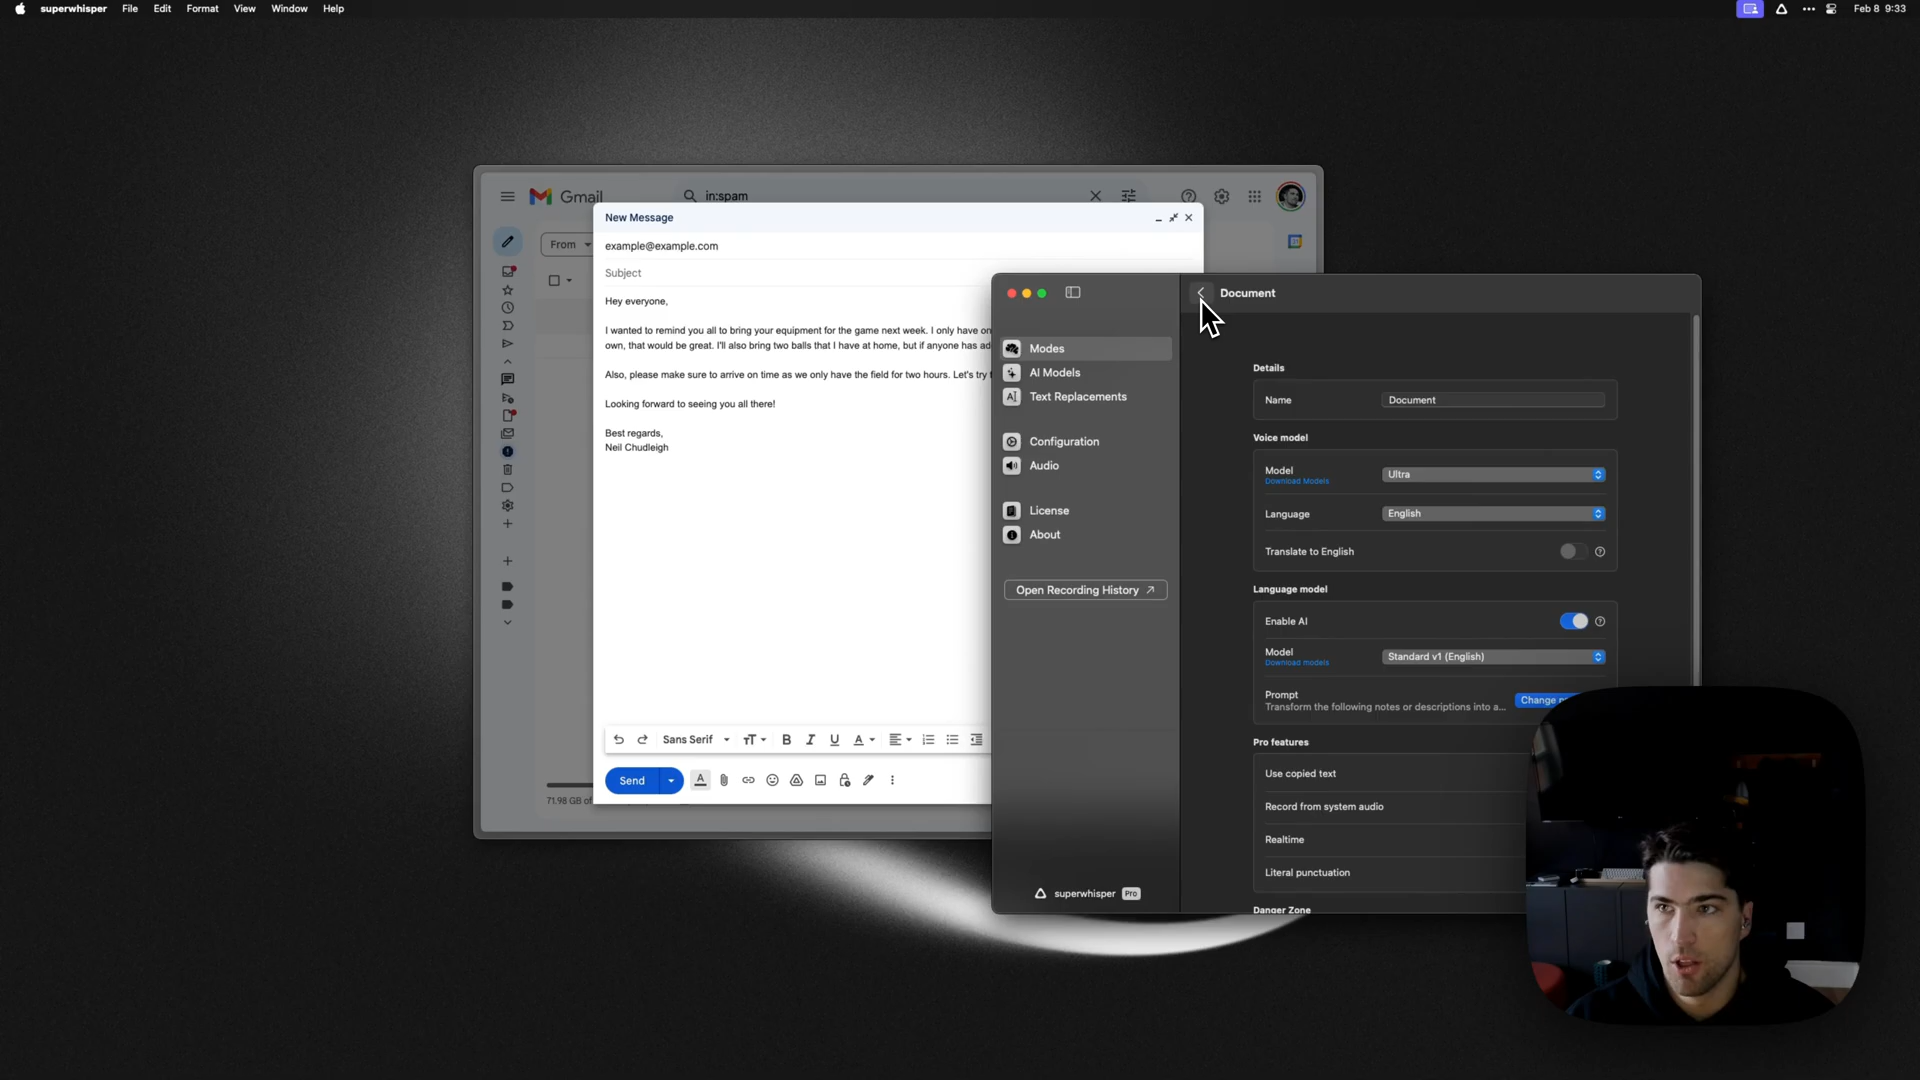 superwhisper File Edit Format View Window Help
Feb 8 9:33
Gmail
in:spam
From
New Message
example@example.com
Subject
Hey everyone,
I wanted to remind you all to bring your equipment for the game next week. I only have on
own, that would be great. I'll also bring two balls that I have at home, but if anyone has ad
Also, please make sure to arrive on time as we only have the field for two hours. Let's try
Looking forward to seeing you all there!
Best regards,
Neil Chudleigh
Sans Serif
Send
71.98 GB of
Modes
AI Models
Text Replacements
Configuration
Audio
License
About
Open Recording History
superwhisper Pro
Document
Details
Name Document
Voice model
Model Ultra
Download Models
Language English
Translate to English
Language model
Enable AI
Model Standard v1 (English)
Download models
Prompt Change
Transform the following notes or descriptions into a...
Pro features
Use copied text
Record from system audio
Realtime
Literal punctuation
Danger Zone